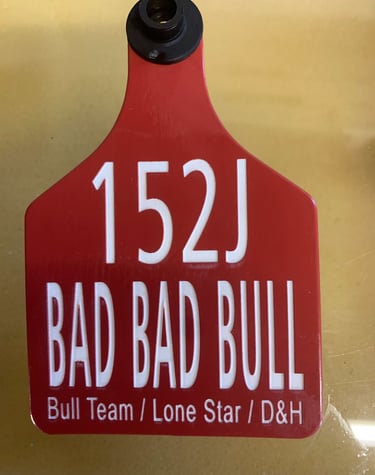 152J
BAD BAD BULL
Bull Team / Lone Star / D&H